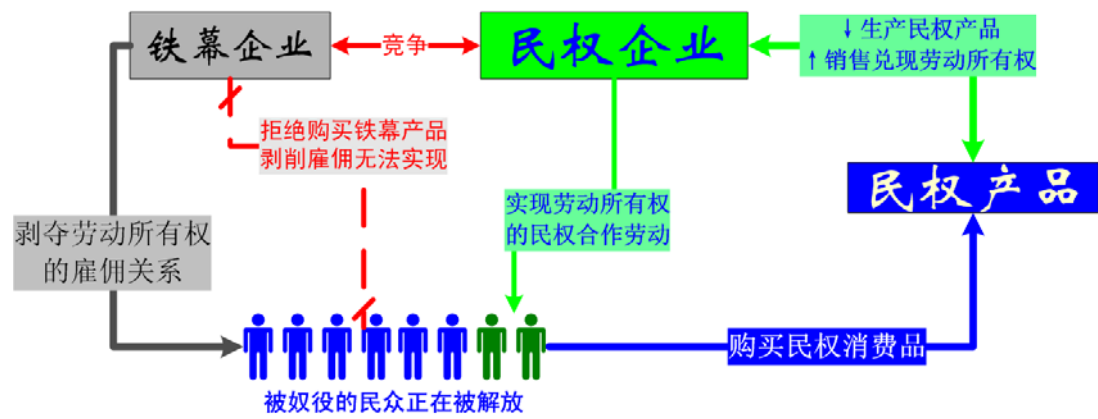 铁幕企业
竞争
民权企业
↓生产民权产品
↑销售兑现劳动所有权
拒绝购买铁幕产品
剥削雇佣无法实现
民权产品
实现劳动所有权
的民权合作劳动
剥夺劳动所有权
的雇佣关系
购买民权消费品
被奴役的民众正在被解放